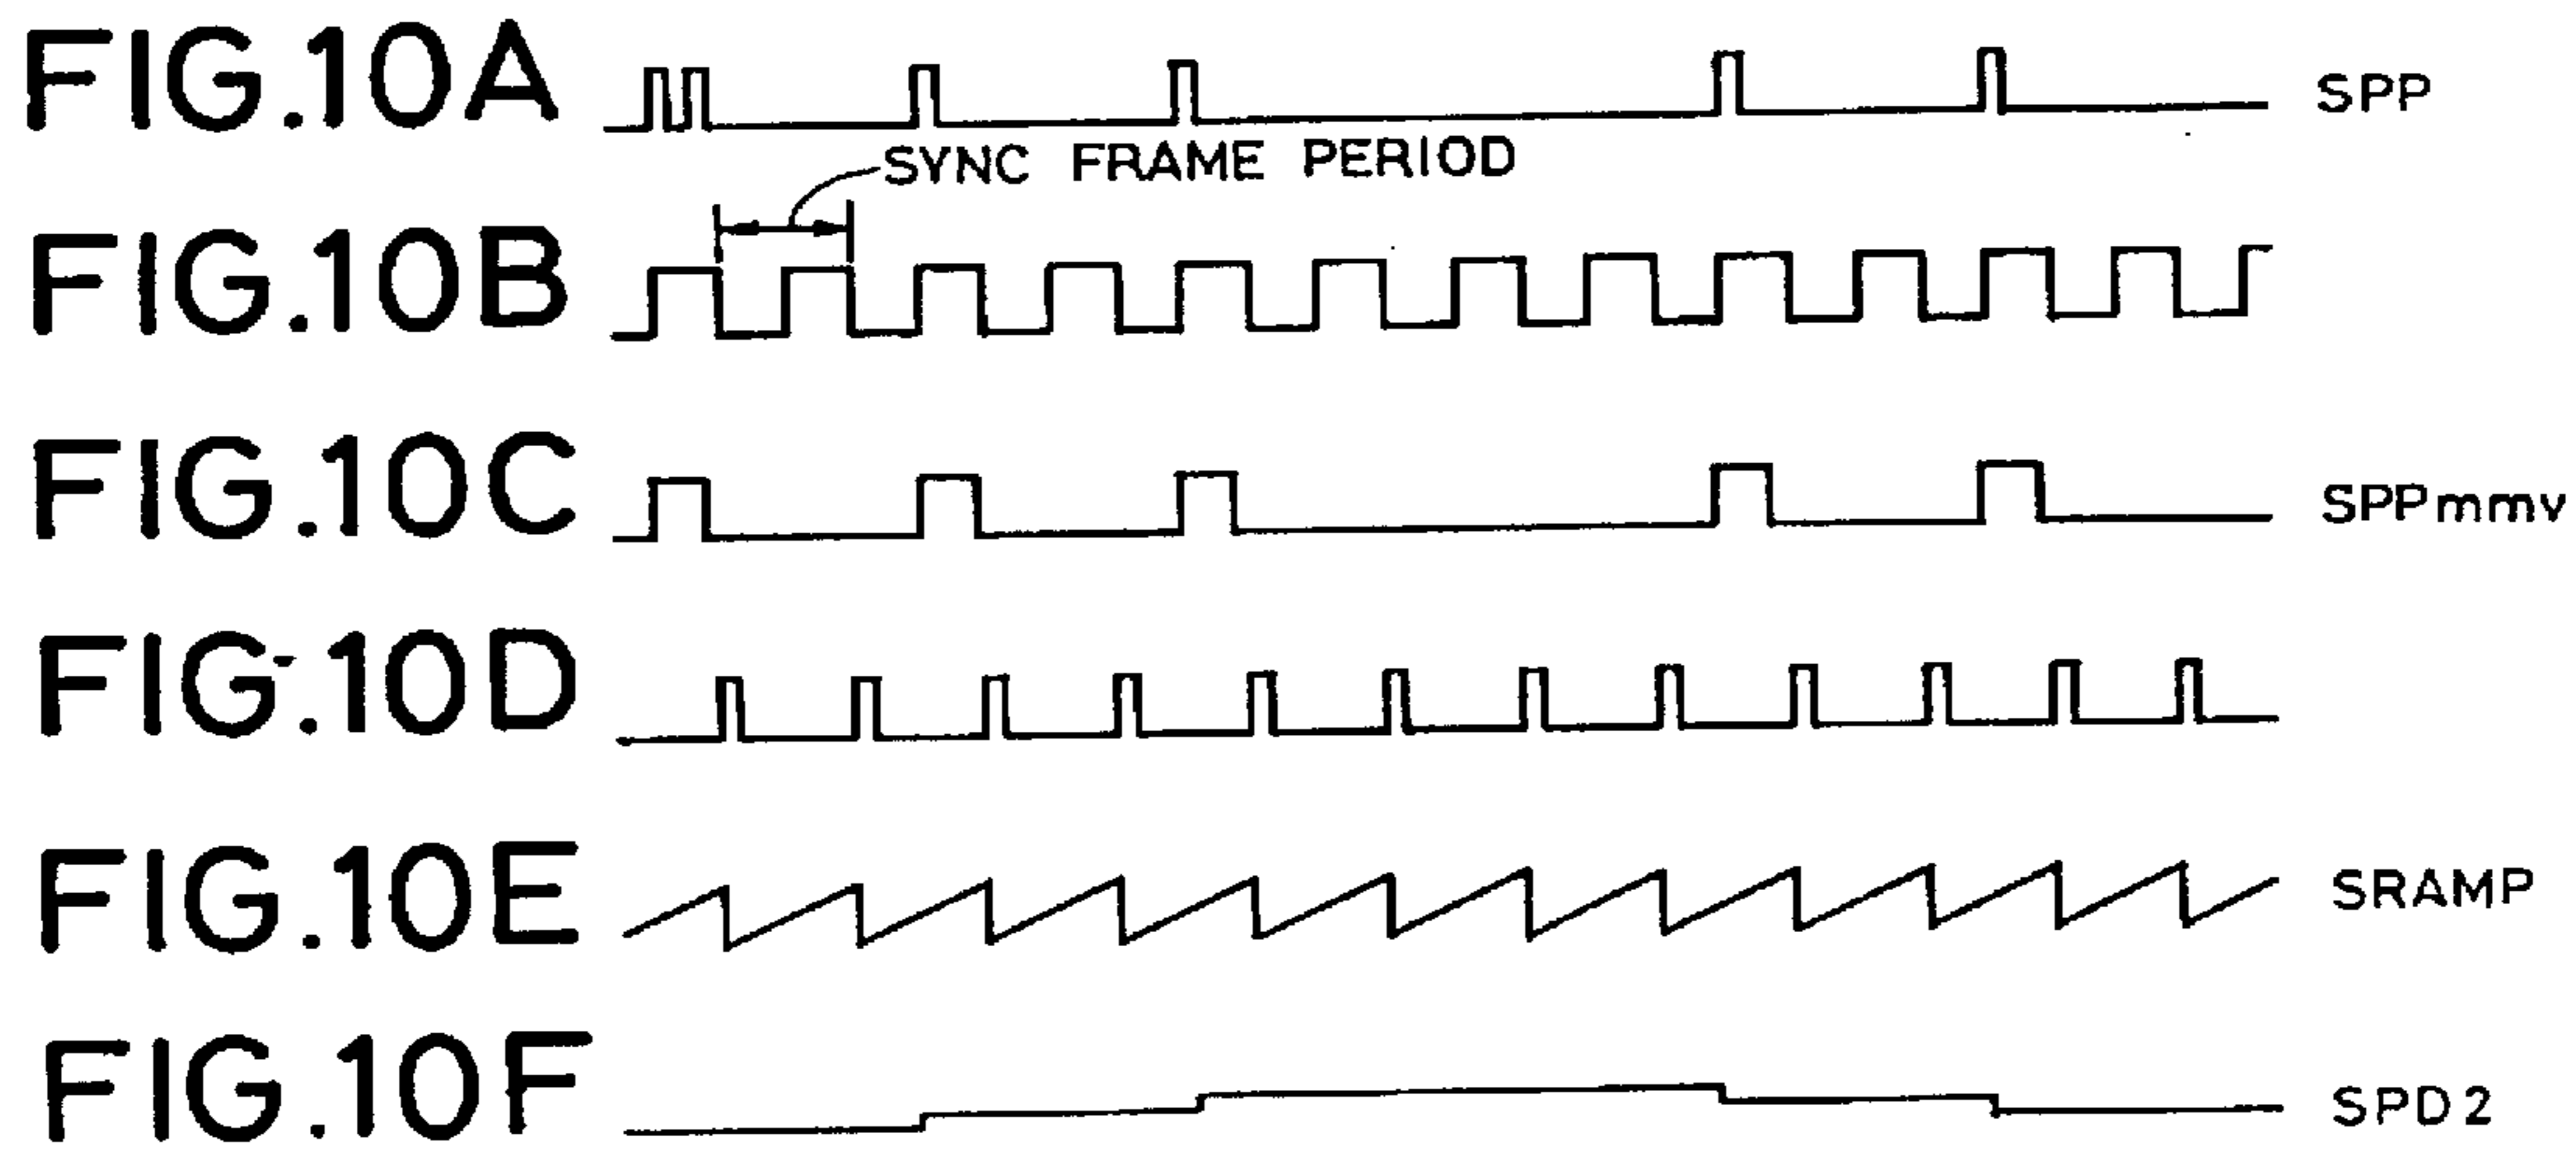 FIG.10A SPP
SYNC FRAME PERIOD
FIG.10B
FIG.10C SPPmmv
FIG.10D
FIG.10E SRAMP
FIG.10F SPD2